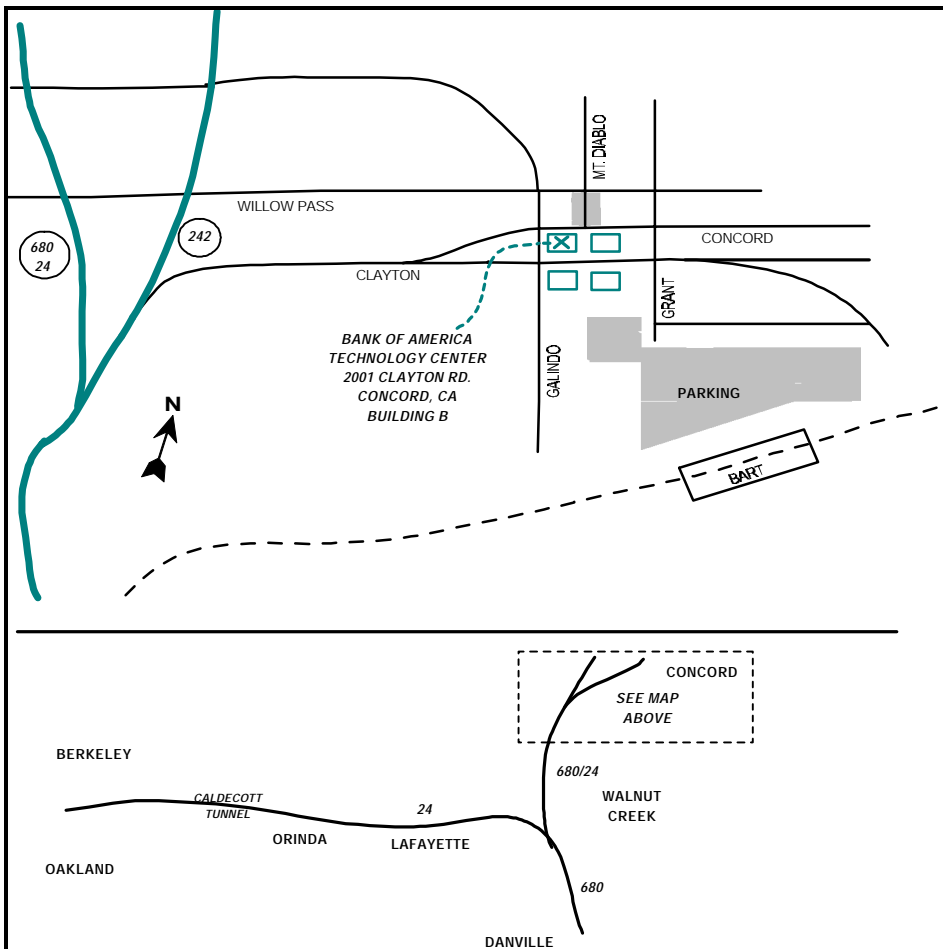 MT. DIABLO
WILLOW PASS
680
24
242
CONCORD
CLAYTON
GRANT
BANK OF AMERICA
TECHNOLOGY CENTER
2001 CLAYTON RD.
CONCORD, CA
BUILDING B
GALINDO
PARKING
N
BART
CONCORD
SEE MAP
ABOVE
BERKELEY
680/24
WALNUT
CREEK
CALDECOTT
TUNNEL
24
ORINDA
LAFAYETTE
OAKLAND
680
DANVILLE